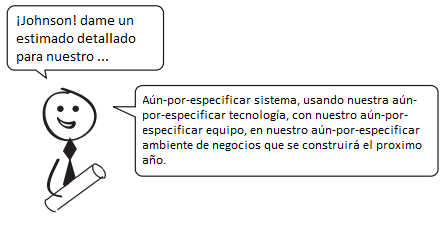 ¡Johnson! dame un
estimado detallado
para nuestro ...
Aún-por-especificar sistema, usando nuestra aún-
por-especificar tecnología, con nuestro aún-por-
especificar equipo, en nuestro aún-por-especificar
ambiente de negocios que se construirá el proximo
año.